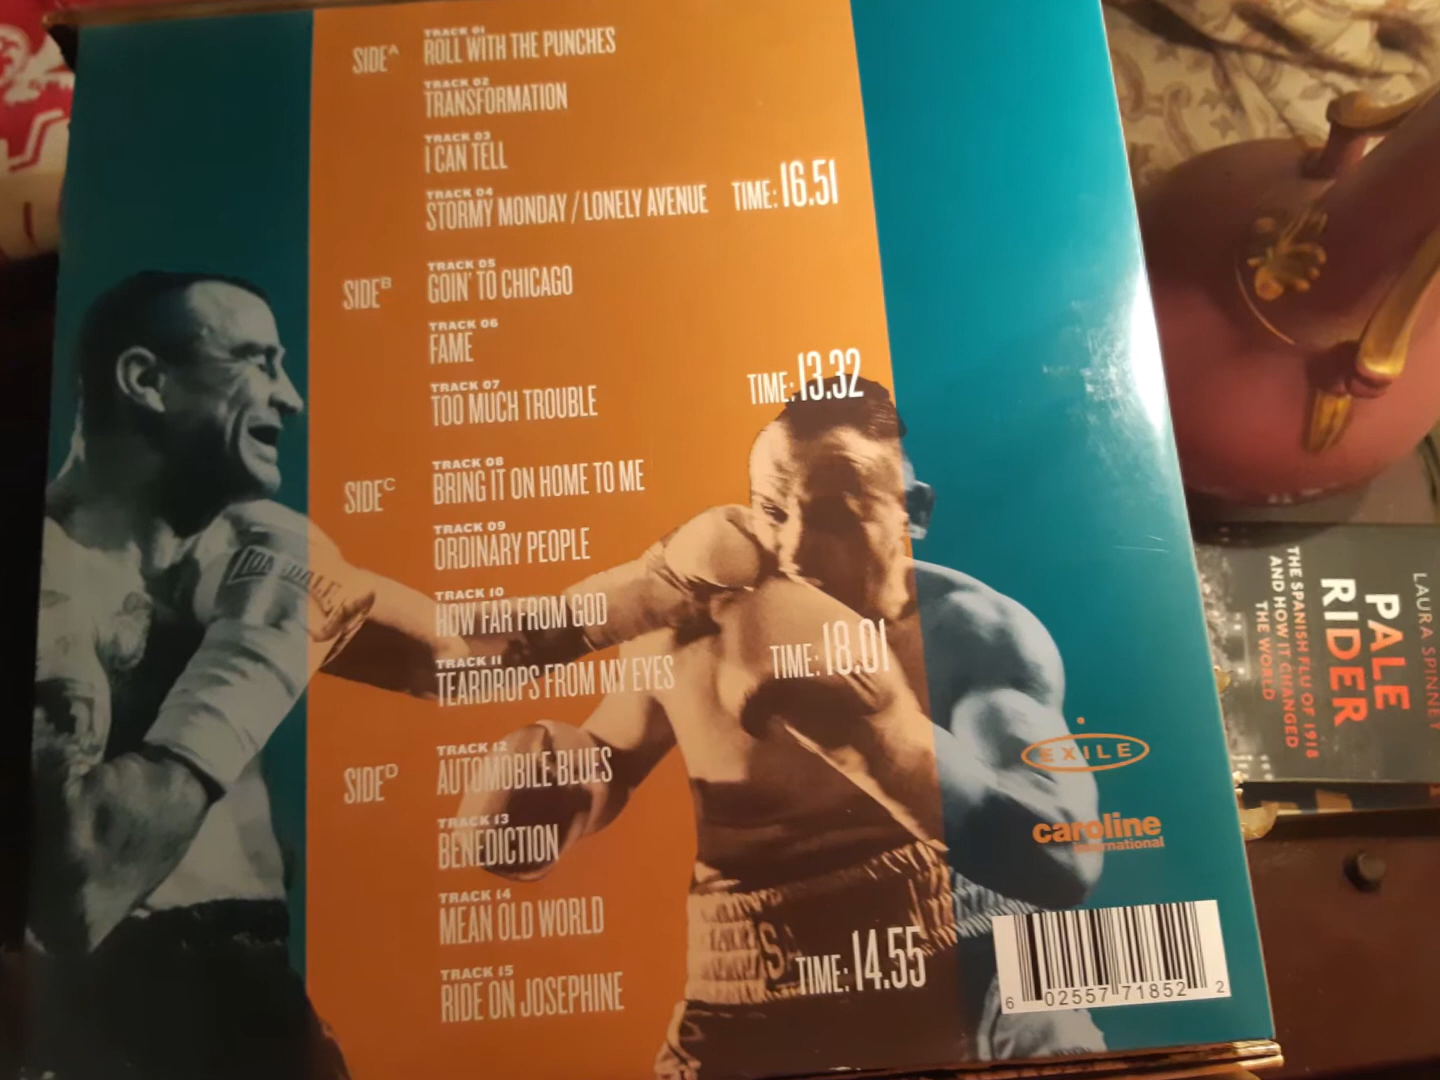 SIDE A
TRACK 01
ROLL WITH THE PUNCHES
TRACK 02
TRANSFORMATION
TRACK 03
I CAN TELL
TRACK 04
STORMY MONDAY / LONELY AVENUE TIME: 16.51
SIDE B
TRACK 05
GOIN' TO CHICAGO
TRACK 06
FAME
TRACK 07
TOO MUCH TROUBLE TIME: 13.32
SIDE C
TRACK 08
BRING IT ON HOME TO ME
TRACK 09
ORDINARY PEOPLE
TRACK 10
HOW FAR FROM GOD
TRACK 11
TEARDROPS FROM MY EYES TIME: 18.01
SIDE D
TRACK 12
AUTOMOBILE BLUES
TRACK 13
BENEDICTION
TRACK 14
MEAN OLD WORLD
TRACK 15
RIDE ON JOSEPHINE TIME: 14.55
LONSDALE
EXILE
caroline
international
6 02557 71852 2
LAURA SPINNEY
PALE
RIDER
THE SPANISH FLU OF 1918
AND HOW IT CHANGED
THE WORLD